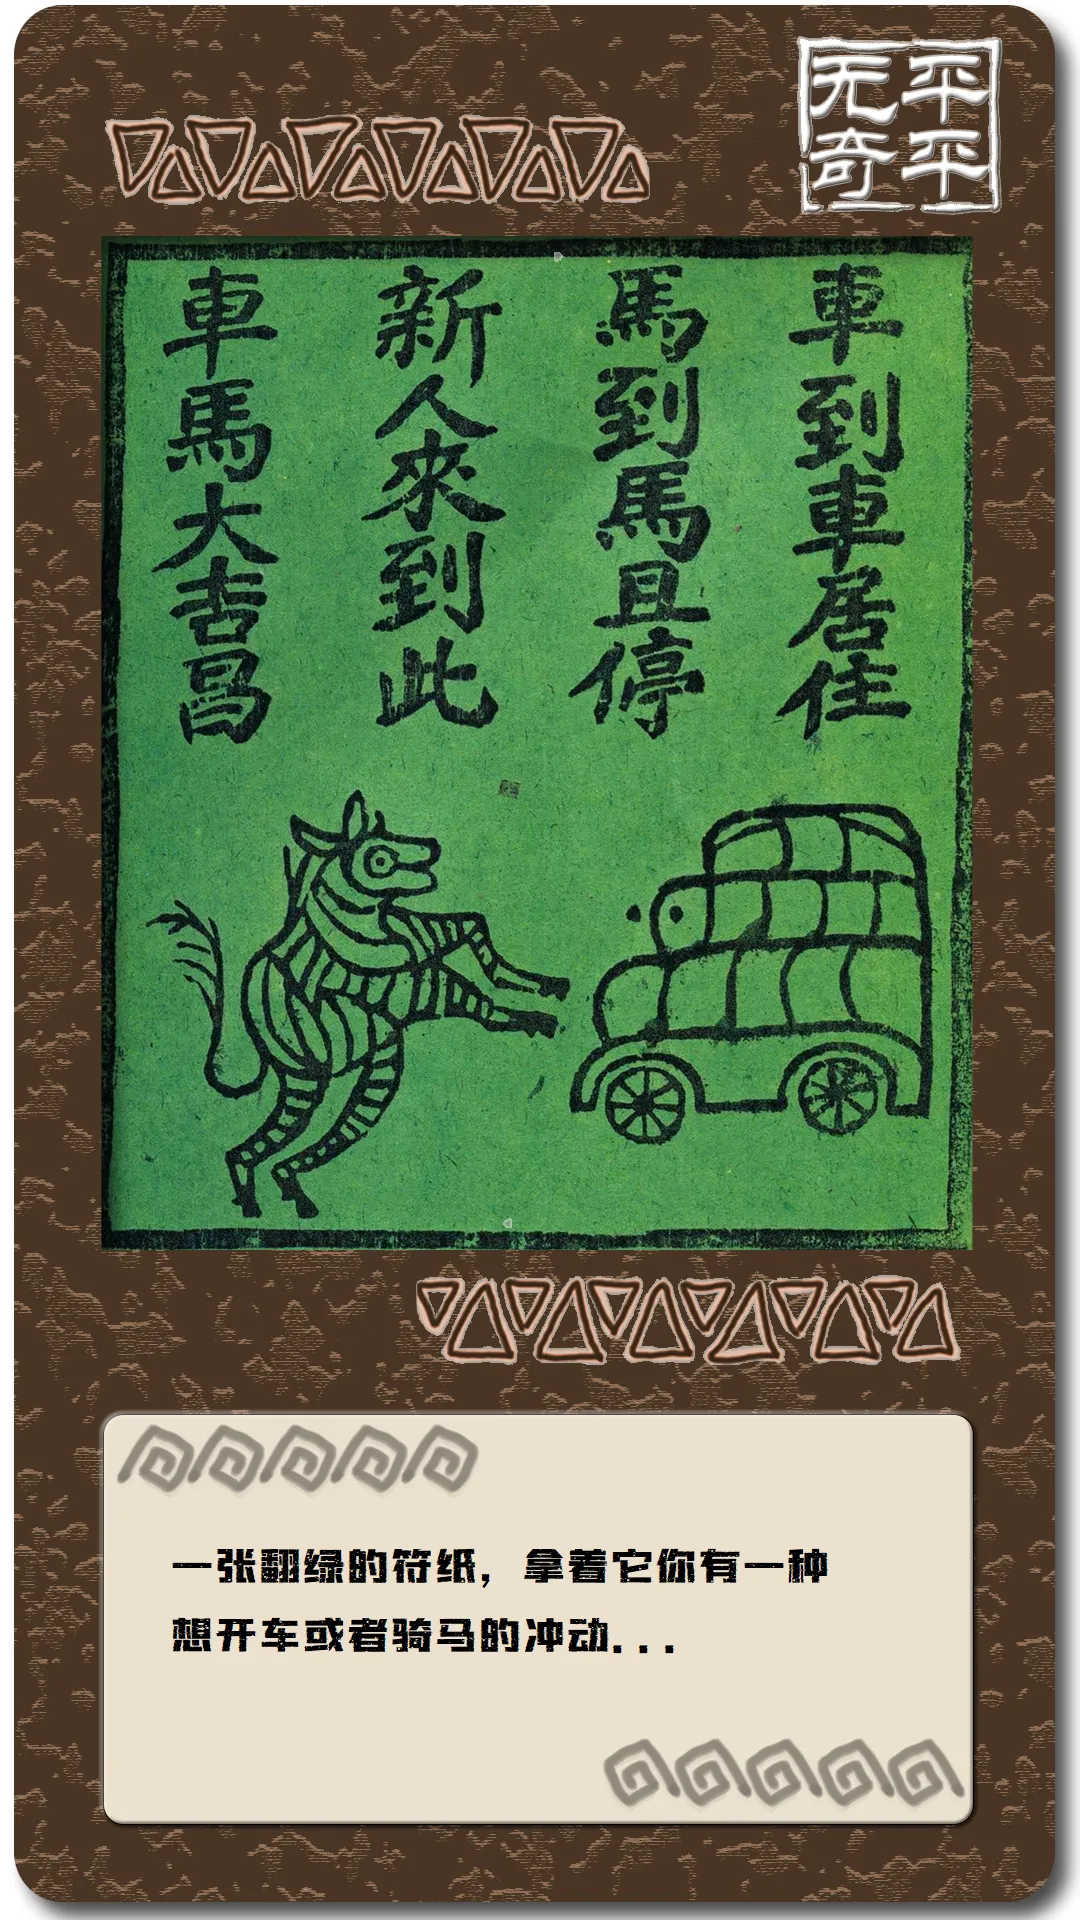 平平
无奇
車到車居住
馬到馬且停
新人來到此
車馬大吉昌
一张翻绿的符纸，拿着它你有一种
想开车或者骑马的冲动...